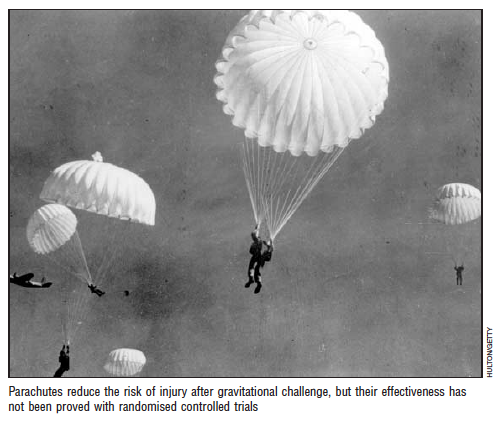 HULTON/GETTY
Parachutes reduce the risk of injury after gravitational challenge, but their effectiveness has
not been proved with randomised controlled trials